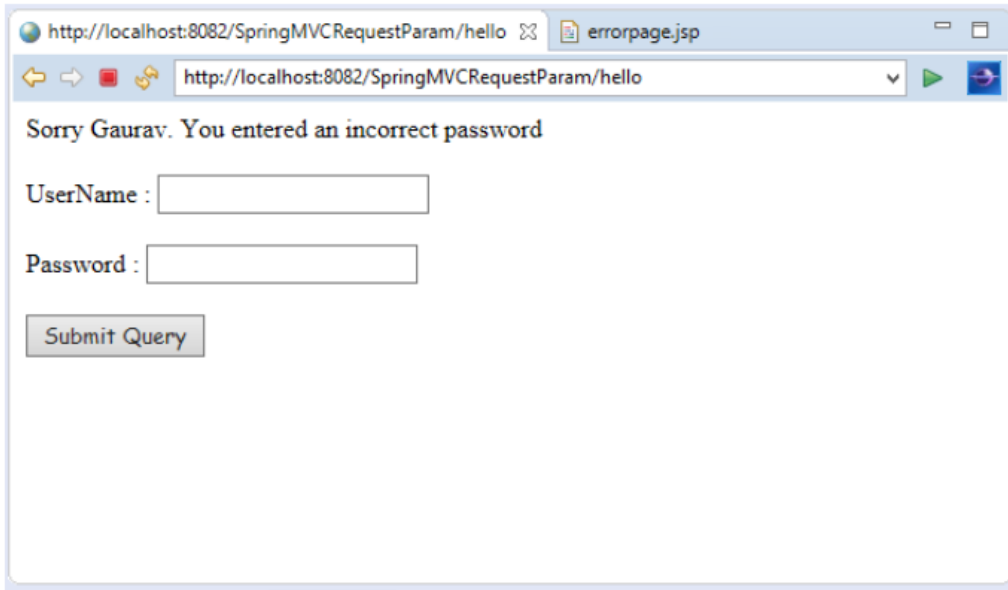 http://localhost:8082/SpringMVCRequestParam/hello
errorpage.jsp
http://localhost:8082/SpringMVCRequestParam/hello
Sorry Gaurav. You entered an incorrect password
UserName :
Password :
Submit Query